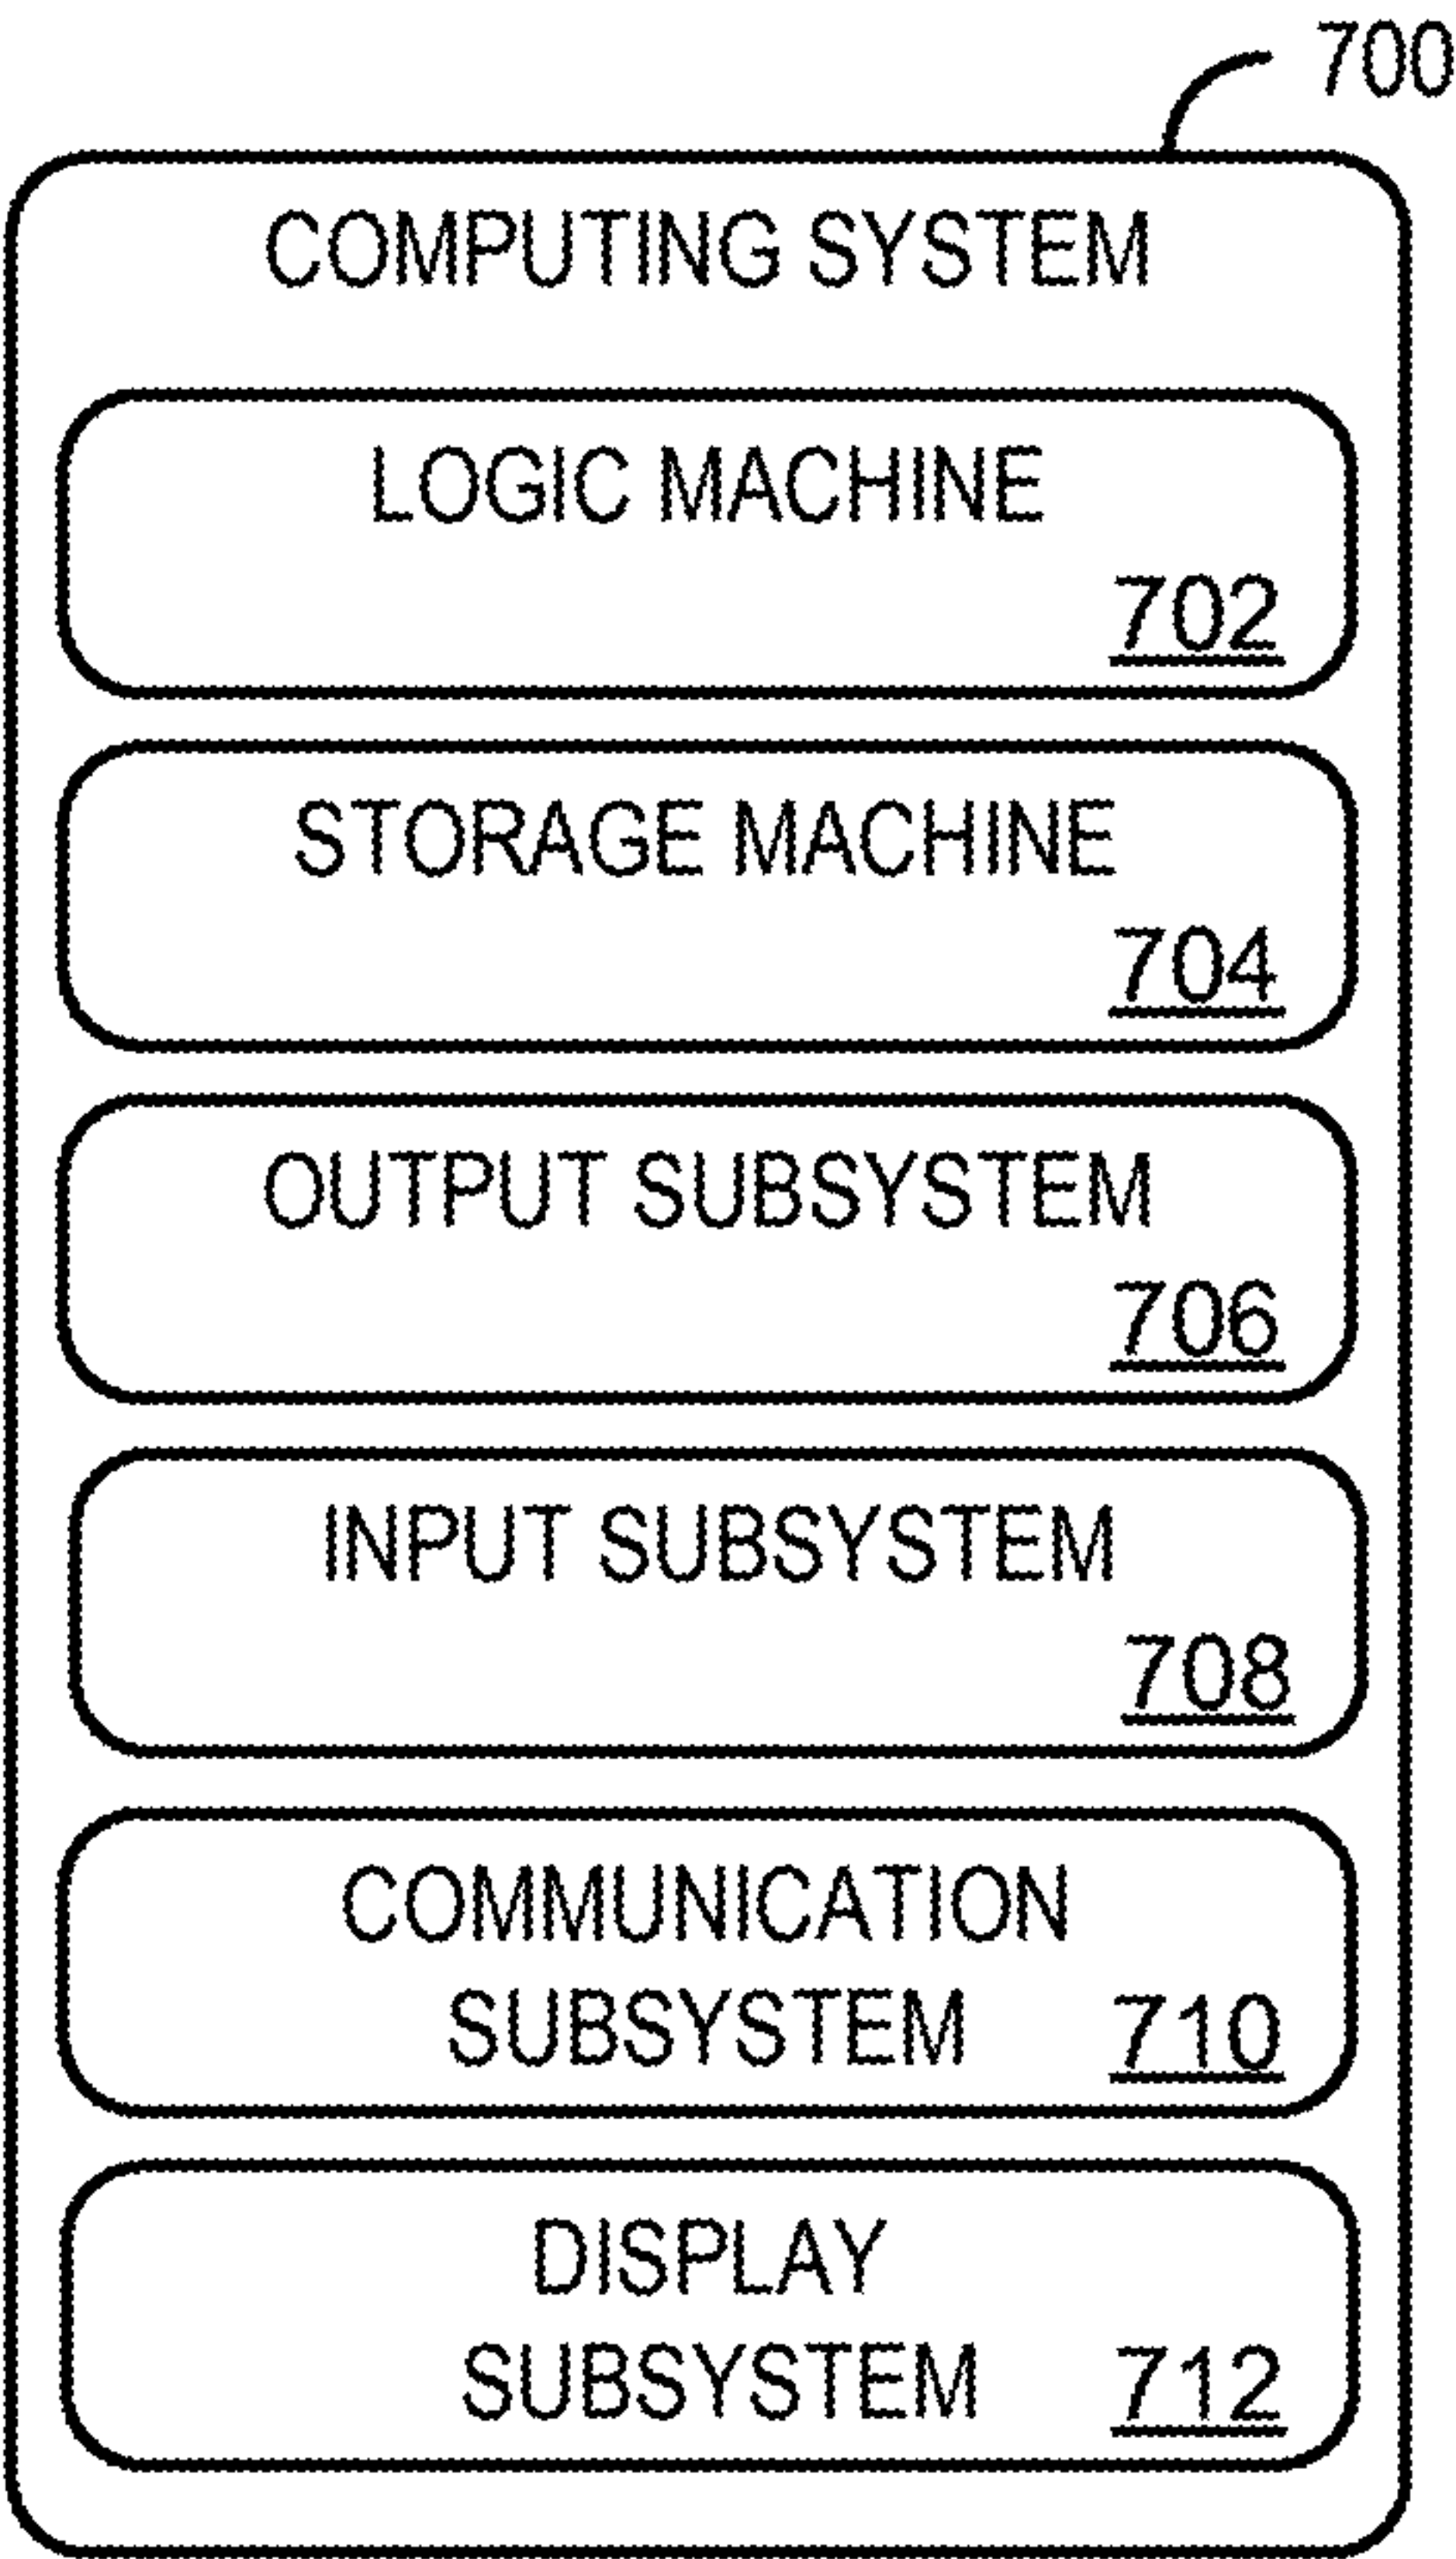 700
COMPUTING SYSTEM
LOGIC MACHINE
702
STORAGE MACHINE
704
OUTPUT SUBSYSTEM
706
INPUT SUBSYSTEM
708
COMMUNICATION
SUBSYSTEM 710
DISPLAY
SUBSYSTEM 712